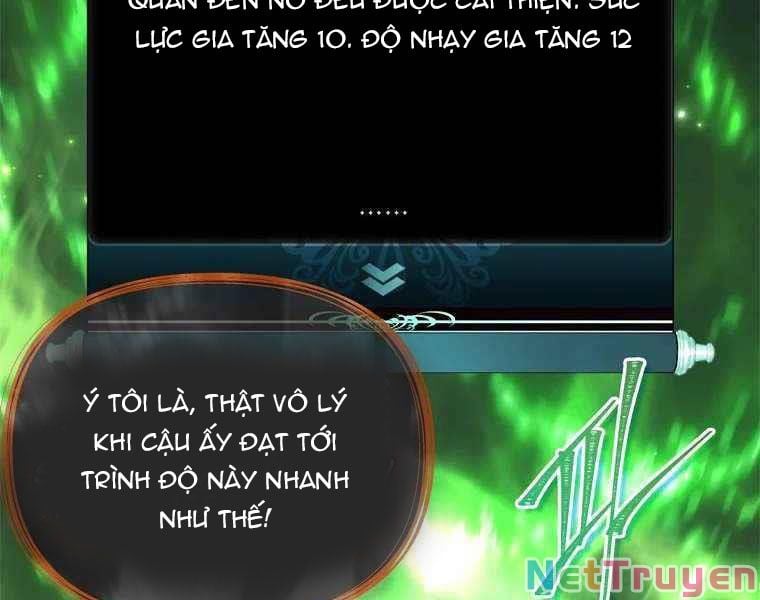 QUAN ĐẾN NÓ ĐỀU ĐƯỢC CẢI THIỆN. SỨC
LỰC GIA TĂNG 10. ĐỘ NHẠY GIA TĂNG 12
......
Ý TÔI LÀ, THẬT VÔ LÝ
KHI CẬU ẤY ĐẠT TỚI
TRÌNH ĐỘ NÀY NHANH
NHƯ THẾ!
NetTruyen